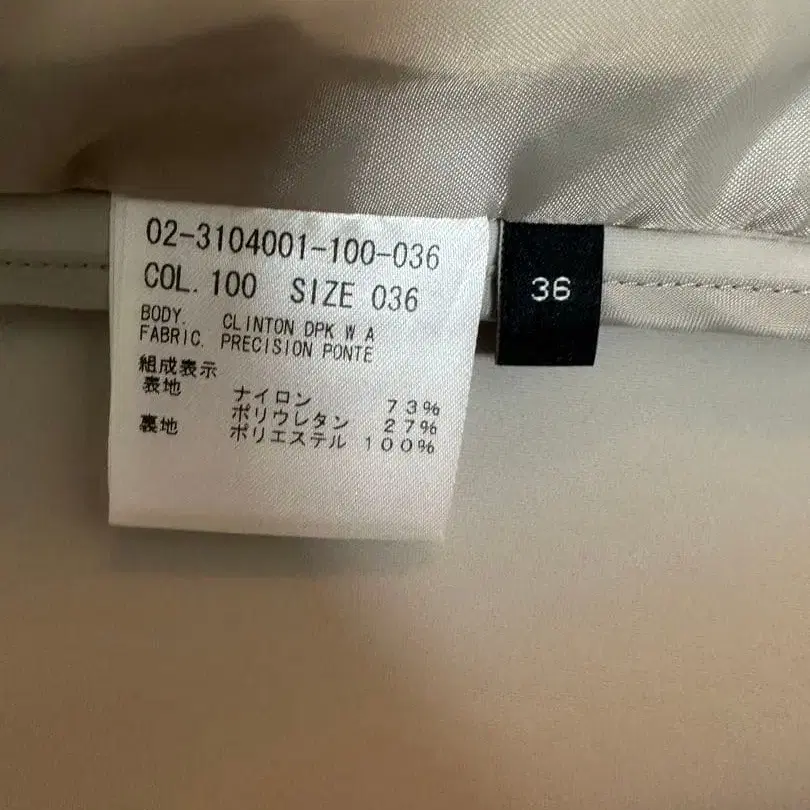 02-3104001-100-036
COL. 100 SIZE 036
BODY. CLINTON DPK W A
FABRIC. PRECISION PONTE
組成表示
表地 ナイロン 73%
ポリウレタン 27%
裏地 ポリエステル 100%
36